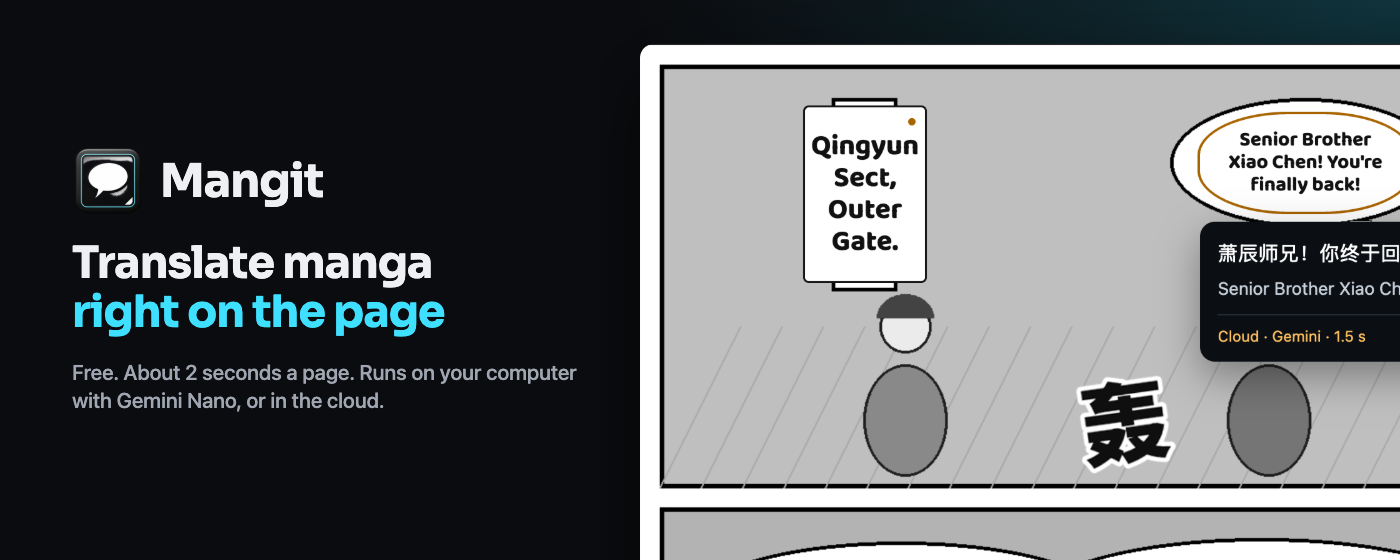 Mangit
Translate manga
right on the page
Free. About 2 seconds a page. Runs on your computer
with Gemini Nano, or in the cloud.
Qingyun
Sect,
Outer
Gate.
Senior Brother
Xiao Chen! You're
finally back!
萧辰师兄！你终于回
Senior Brother Xiao Ch
Cloud · Gemini · 1.5 s
轰